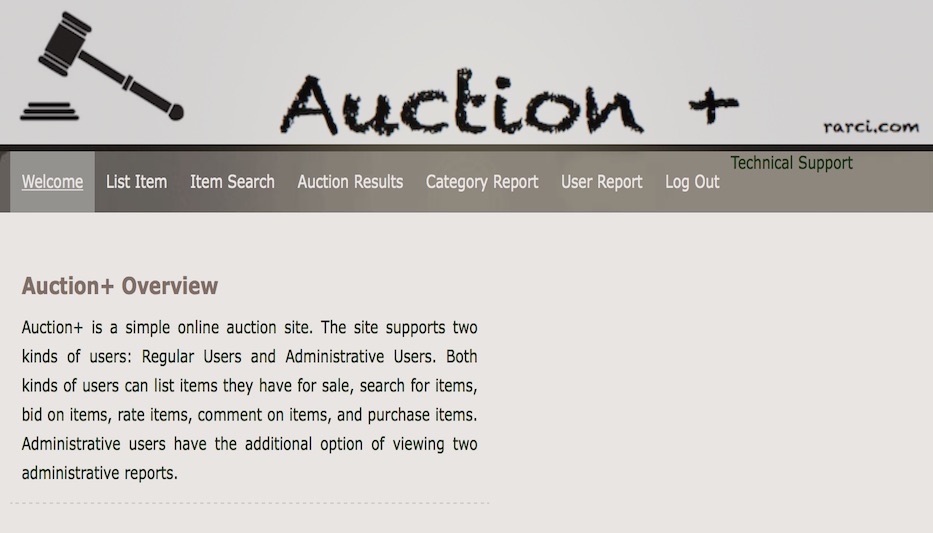 Auction +
rarci.com
Technical Support
Welcome List Item Item Search Auction Results Category Report User Report Log Out
Auction+ Overview
Auction+ is a simple online auction site. The site supports two
kinds of users: Regular Users and Administrative Users. Both
kinds of users can list items they have for sale, search for items,
bid on items, rate items, comment on items, and purchase items.
Administrative users have the additional option of viewing two
administrative reports.